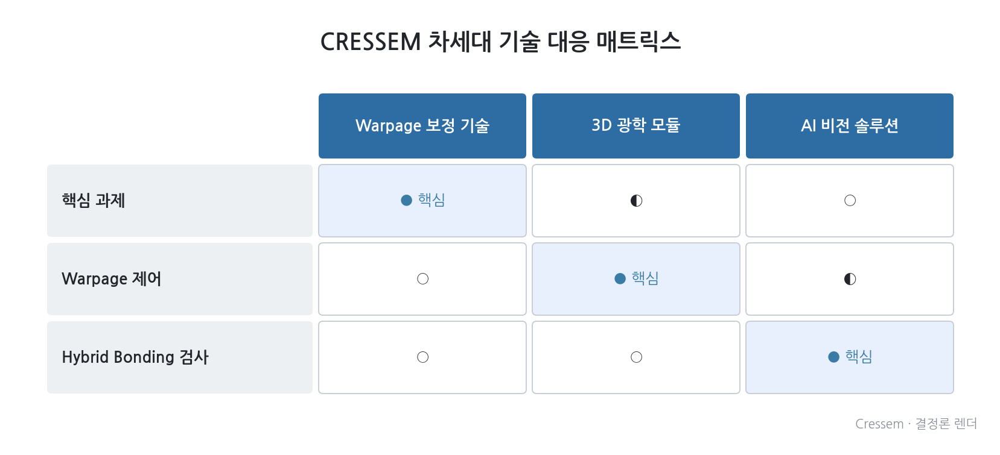 CRESSEM 차세대 기술 대응 매트릭스
Warpage 보정 기술 3D 광학 모듈 AI 비전 솔루션
핵심 과제 ● 핵심 ◐ ○
Warpage 제어 ○ ● 핵심 ◐
Hybrid Bonding 검사 ○ ○ ● 핵심
Cressem · 결정론 렌더